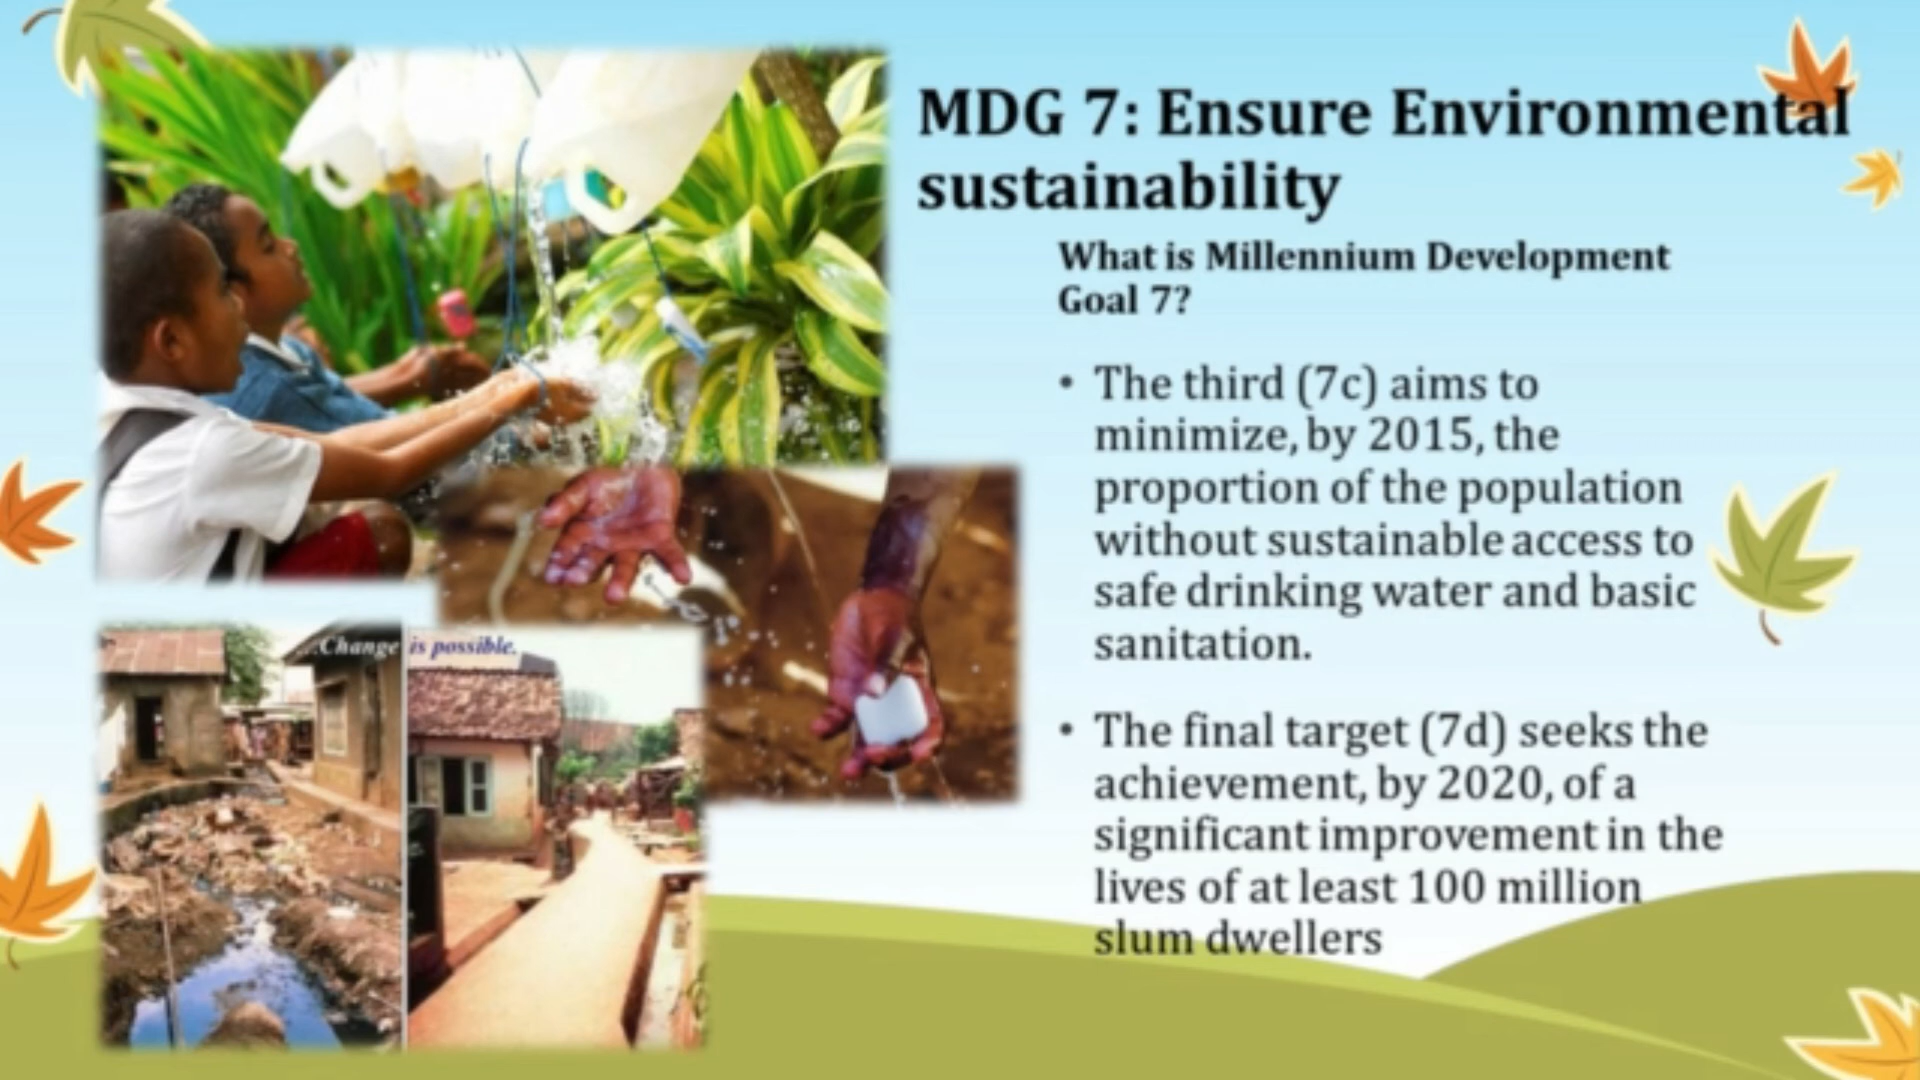 MDG 7: Ensure Environmental
sustainability
What is Millennium Development
Goal 7?
• The third (7c) aims to
minimize, by 2015, the
proportion of the population
without sustainable access to
safe drinking water and basic
sanitation.
• The final target (7d) seeks the
achievement, by 2020, of a
significant improvement in the
lives of at least 100 million
slum dwellers
...Change is possible.